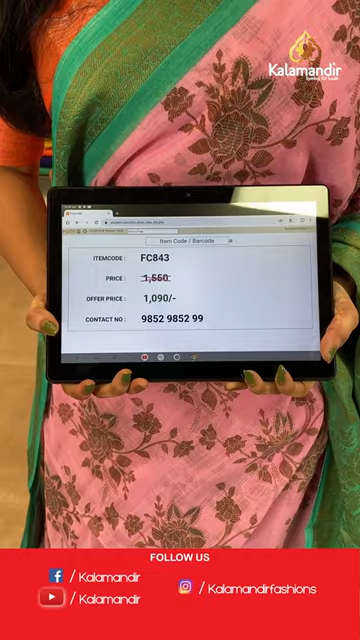 Kalamandir
Item Code / Barcode
ITEMCODE : FC843
PRICE : 1,550
OFFER PRICE : 1,090/-
CONTACT NO : 9852 9852 99
FOLLOW US
/ Kalamandir
/ Kalamandirfashions
/ Kalamandir